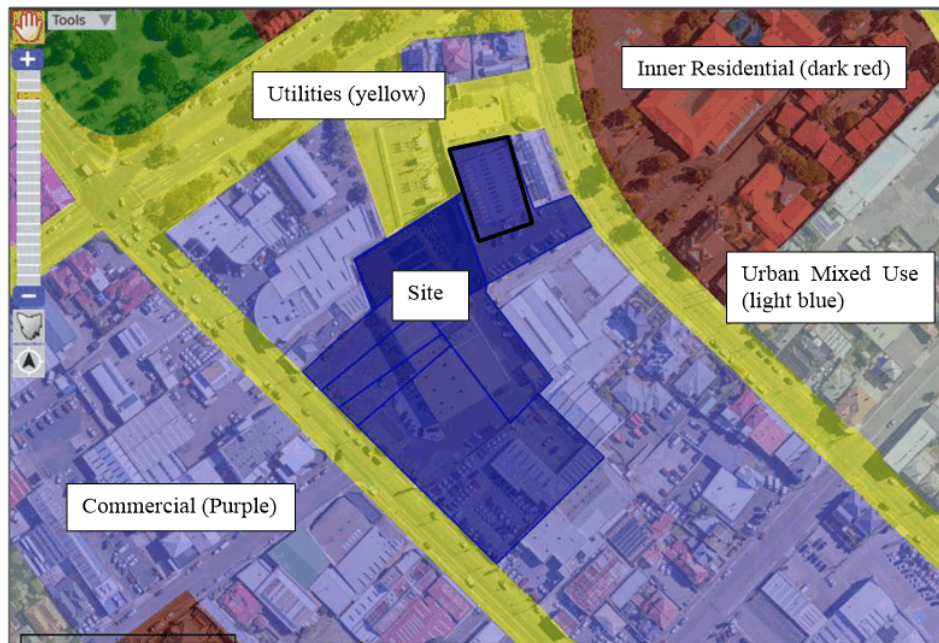 Tools
Utilities (yellow)
Inner Residential (dark red)
Urban Mixed Use
(light blue)
Site
Commercial (Purple)